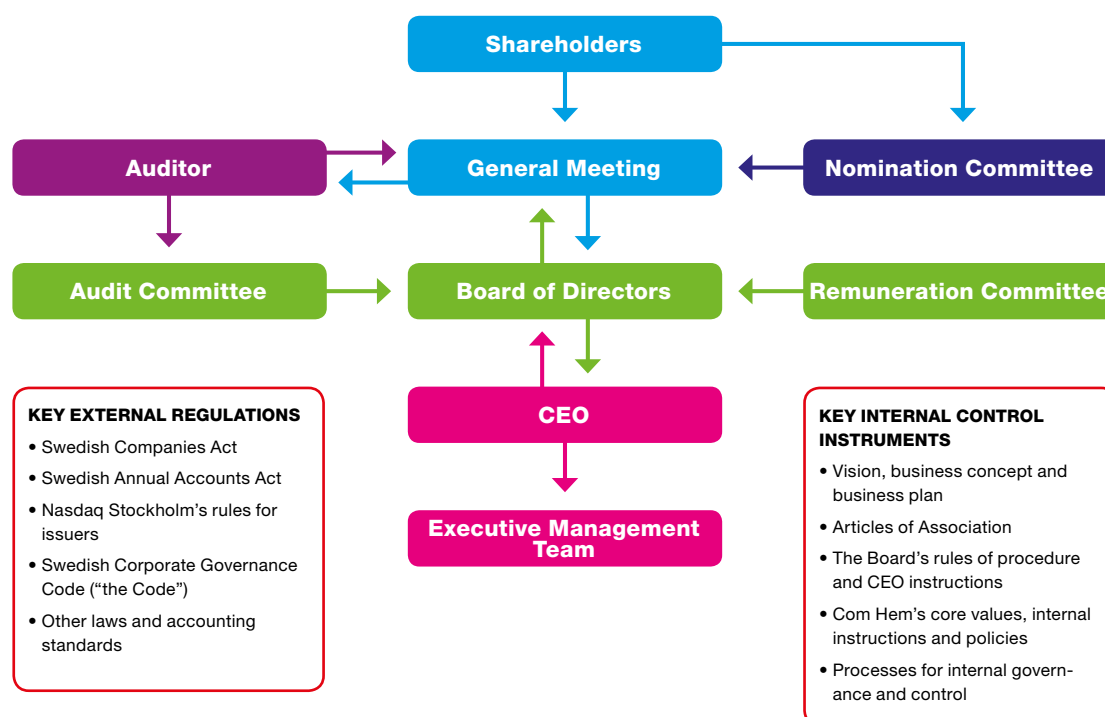 Shareholders
Auditor
General Meeting
Nomination Committee
Audit Committee
Board of Directors
Remuneration Committee
CEO
Executive Management
Team
KEY EXTERNAL REGULATIONS
• Swedish Companies Act
• Swedish Annual Accounts Act
• Nasdaq Stockholm’s rules for
issuers
• Swedish Corporate Governance
Code (“the Code”)
• Other laws and accounting
standards
KEY INTERNAL CONTROL
INSTRUMENTS
• Vision, business concept and
business plan
• Articles of Association
• The Board’s rules of procedure
and CEO instructions
• Com Hem’s core values, internal
instructions and policies
• Processes for internal govern-
ance and control